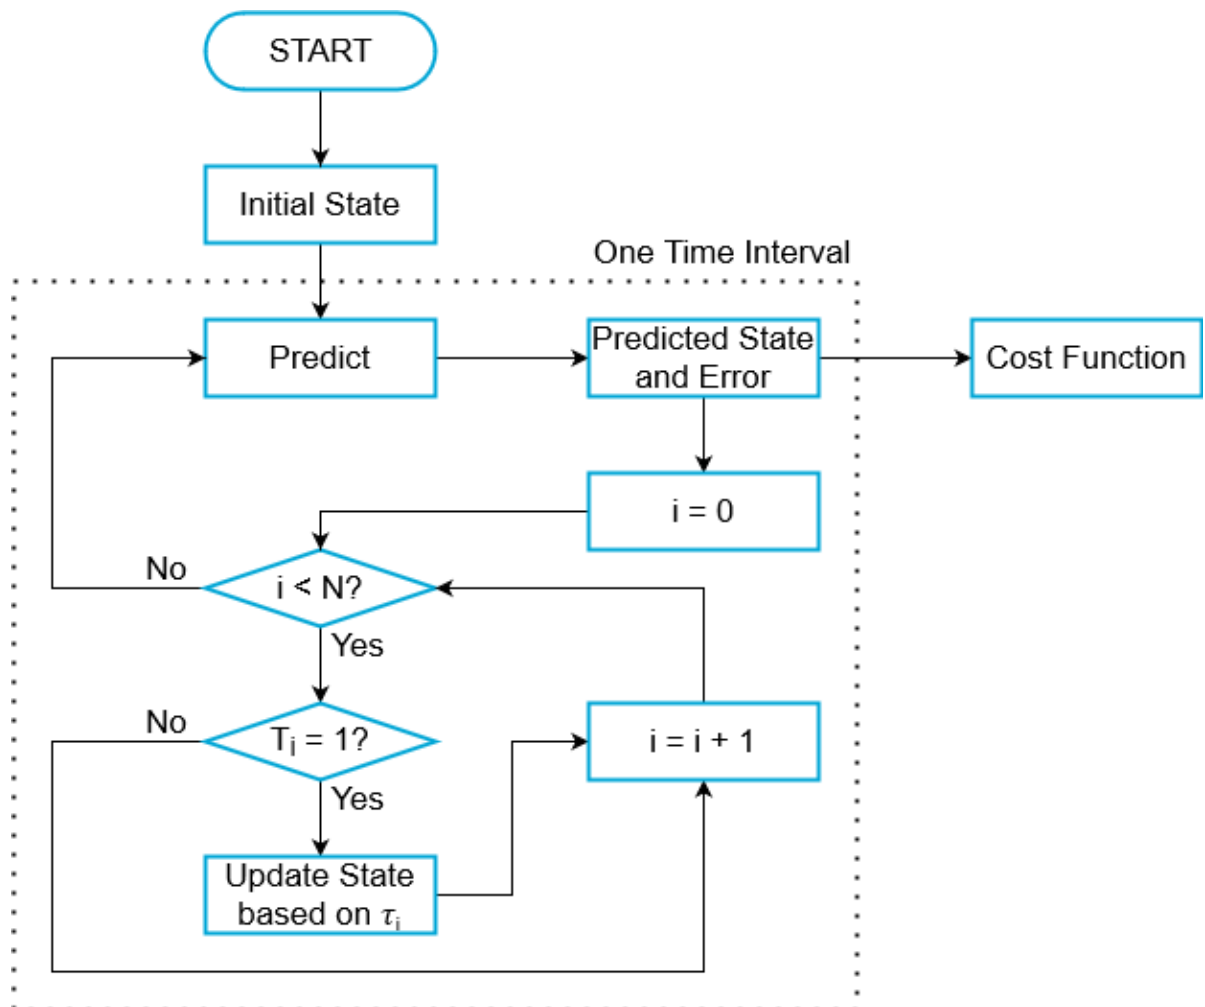 START
Initial State
One Time Interval
Predict
Predicted State
and Error
Cost Function
i = 0
No
i < N?
Yes
No
Tᵢ = 1?
i = i + 1
Yes
Update State
based on τᵢ